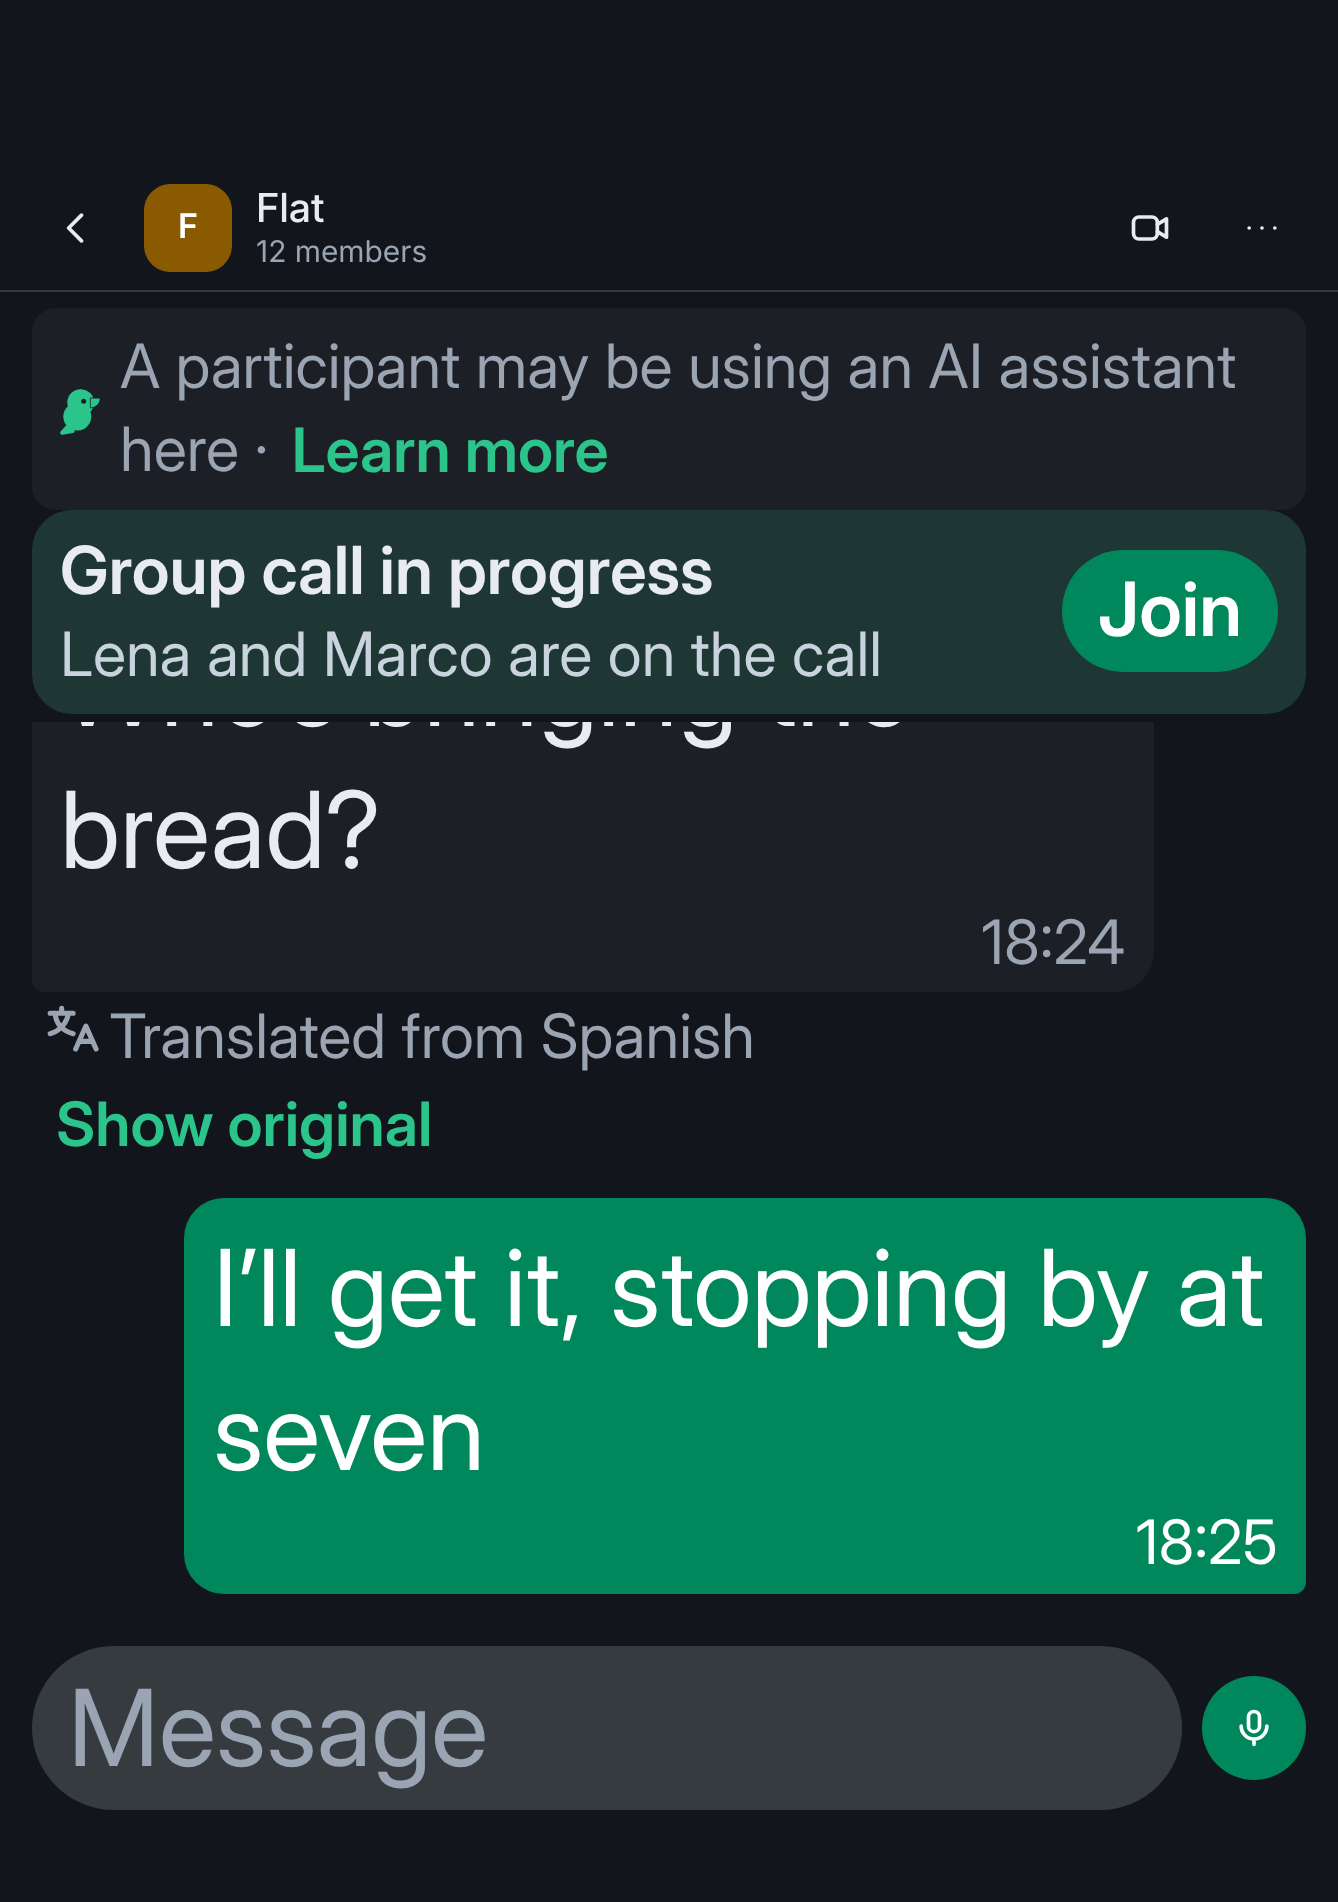 F
Flat
12 members
A participant may be using an AI assistant
here · Learn more
Group call in progress
Lena and Marco are on the call
Join
bringing the
bread?
18:24
Translated from Spanish
Show original
I’ll get it, stopping by at
seven
18:25
Message